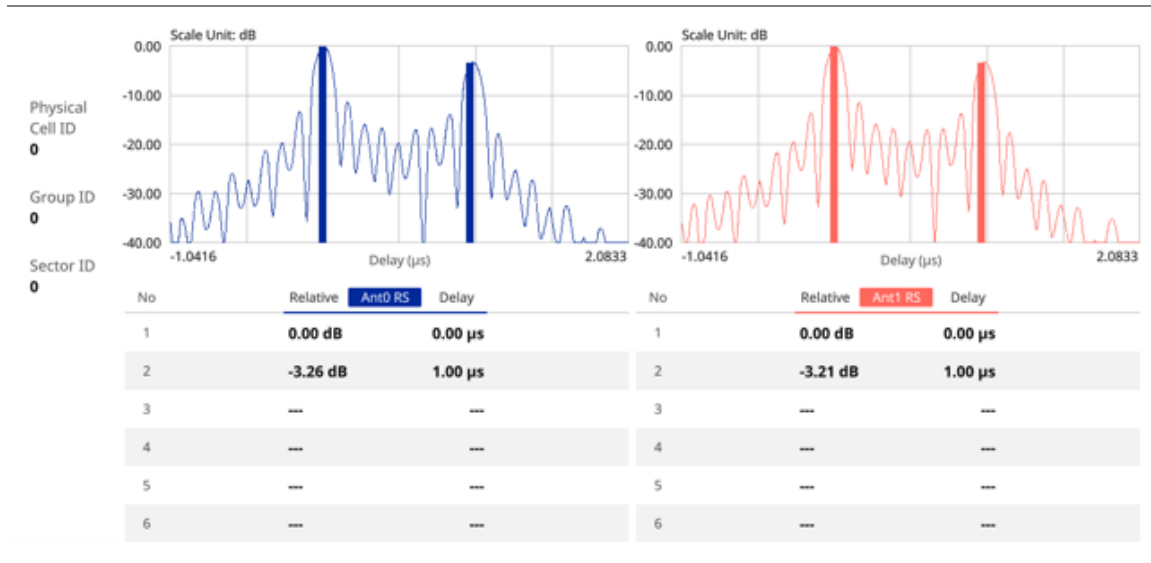 Scale Unit: dB
0.00
-10.00
-20.00
-30.00
-40.00
-1.0416 Delay (µs) 2.0833
Scale Unit: dB
0.00
-10.00
-20.00
-30.00
-40.00
-1.0416 Delay (µs) 2.0833
Physical
Cell ID
0
Group ID
0
Sector ID
0
No Relative Ant0 RS Delay
1 0.00 dB 0.00 µs
2 -3.26 dB 1.00 µs
3 --- ---
4 --- ---
5 --- ---
6 --- ---
No Relative Ant1 RS Delay
1 0.00 dB 0.00 µs
2 -3.21 dB 1.00 µs
3 --- ---
4 --- ---
5 --- ---
6 --- ---